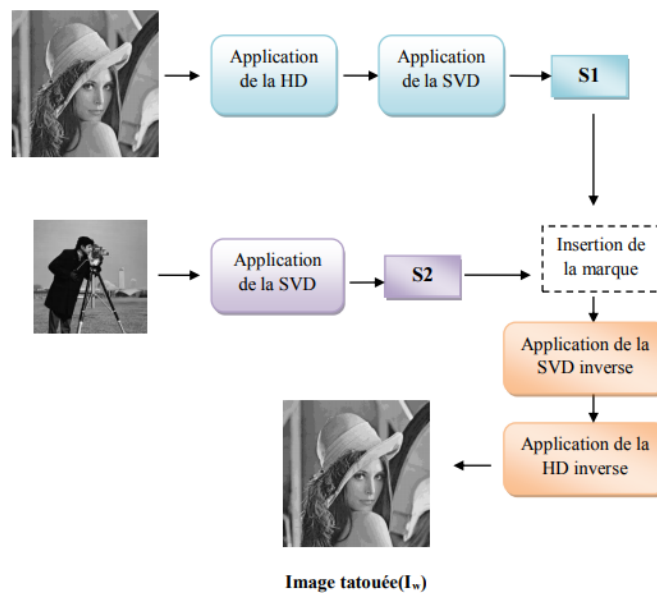 Application
de la HD
Application
de la SVD
S1
Application
de la SVD
S2
Insertion de
la marque
Application de la
SVD inverse
Application de la
HD inverse
Image tatouée(Iw)